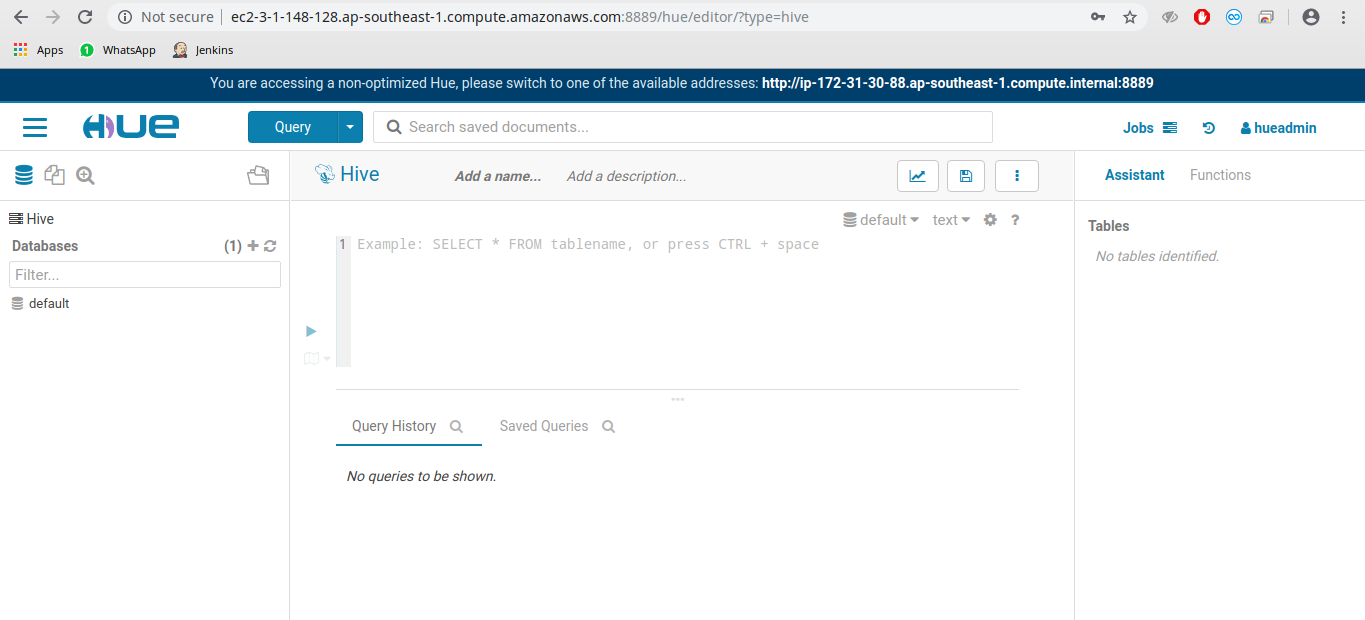 Not secure | ec2-3-1-148-128.ap-southeast-1.compute.amazonaws.com:8889/hue/editor/?type=hive
Apps 1 WhatsApp Jenkins
You are accessing a non-optimized Hue, please switch to one of the available addresses: http://ip-172-31-30-88.ap-southeast-1.compute.internal:8889
HUE Query Search saved documents... Jobs hueadmin
Hive Add a name... Add a description... Assistant Functions
Hive default text ? Tables
Databases (1) 1 Example: SELECT * FROM tablename, or press CTRL + space No tables identified.
Filter...
default
Query History Saved Queries
No queries to be shown.